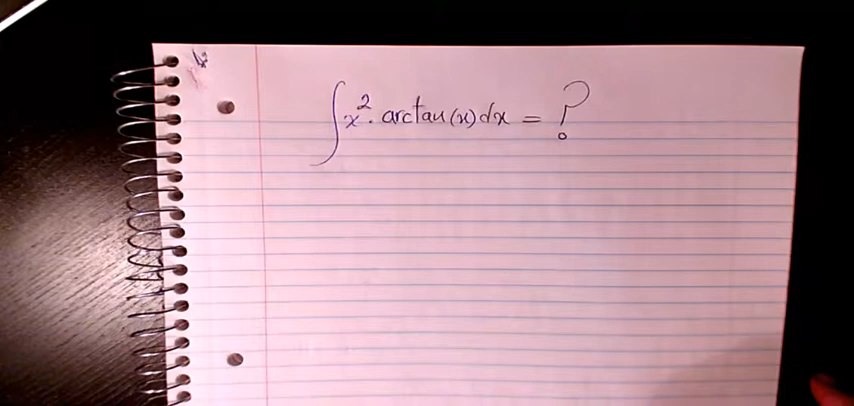 ∫x². arctan(x)dx = ?